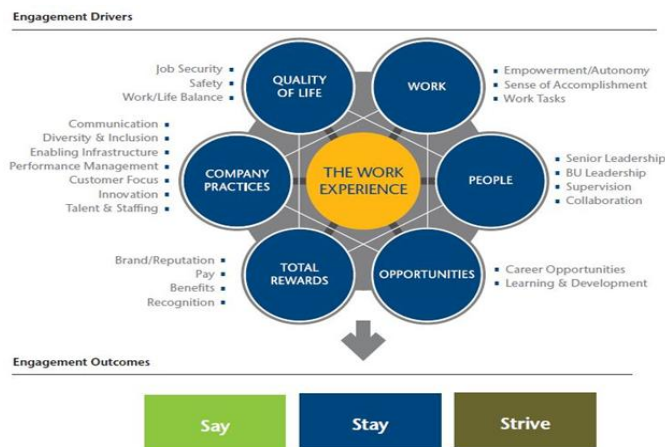 Engagement Drivers
Job Security
Safety
Work/Life Balance
QUALITY
OF LIFE
WORK
Empowerment/Autonomy
Sense of Accomplishment
Work Tasks
Communication
Diversity & Inclusion
Enabling Infrastructure
Performance Management
Customer Focus
Innovation
Talent & Staffing
COMPANY
PRACTICES
THE WORK
EXPERIENCE
PEOPLE
Senior Leadership
BU Leadership
Supervision
Collaboration
Brand/Reputation
Pay
Benefits
Recognition
TOTAL
REWARDS
OPPORTUNITIES
Career Opportunities
Learning & Development
Engagement Outcomes
Say
Stay
Strive